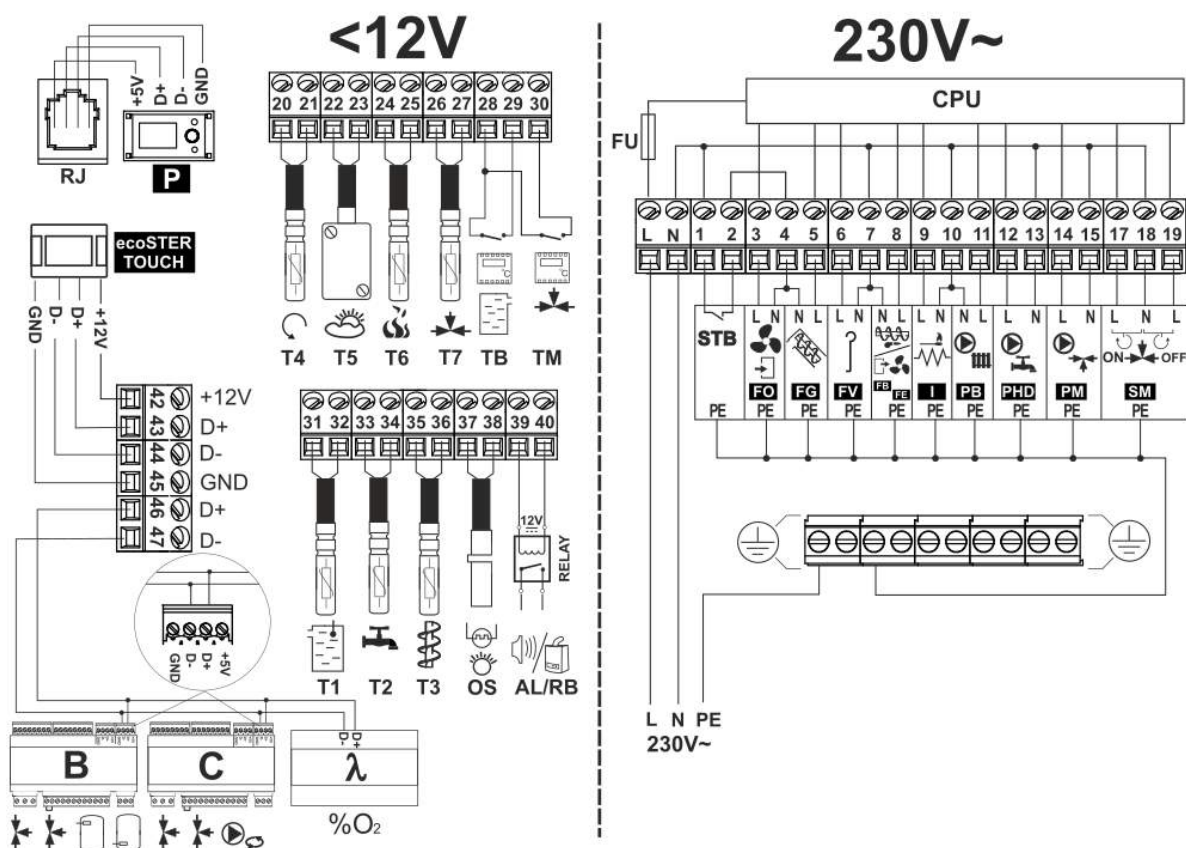 <12V
230V~
+5V
D+
D-
GND
RJ
P
ecoSTER
TOUCH
GND
D-
D+
+12V
20 21 22 23 24 25 26 27 28 29 30
T4 T5 T6 T7 TB TM
42 +12V
43 D+
44 D-
45 GND
46 D+
47 D-
31 32 33 34 35 36 37 38 39 40
12V
RELAY
T1 T2 T3 OS AL/RB
GND D- D+ +5V
B
C
D- D+
λ
%O₂
CPU
FU
L N 1 2 3 4 5 6 7 8 9 10 11 12 13 14 15 17 18 19
L N N L L N N L L N N L L N L N L N L
STB
°C
°C
ON OFF
FO FG FV FB FE I PB PHD PM SM
PE PE PE PE PE PE PE PE PE PE
L N PE
230V~